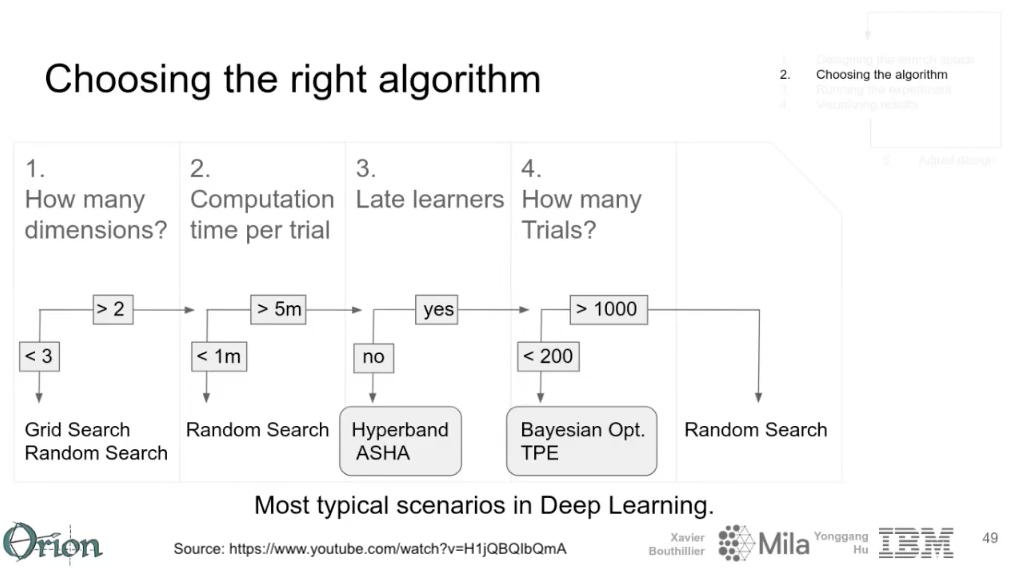 Choosing the right algorithm
1. Designing the search space
2. Choosing the algorithm
3. Running the experiment
4. Visualizing results
5. Adjust design
1.
How many
dimensions?
2.
Computation
time per trial
3.
Late learners
4.
How many
Trials?
> 2
> 5m
yes
> 1000
< 3
< 1m
no
< 200
Grid Search
Random Search
Random Search
Hyperband
ASHA
Bayesian Opt.
TPE
Random Search
Most typical scenarios in Deep Learning.
Oríon
Source: https://www.youtube.com/watch?v=H1jQBQIbQmA
Xavier
Bouthillier
Mila
Yonggang
Hu
IBM
49